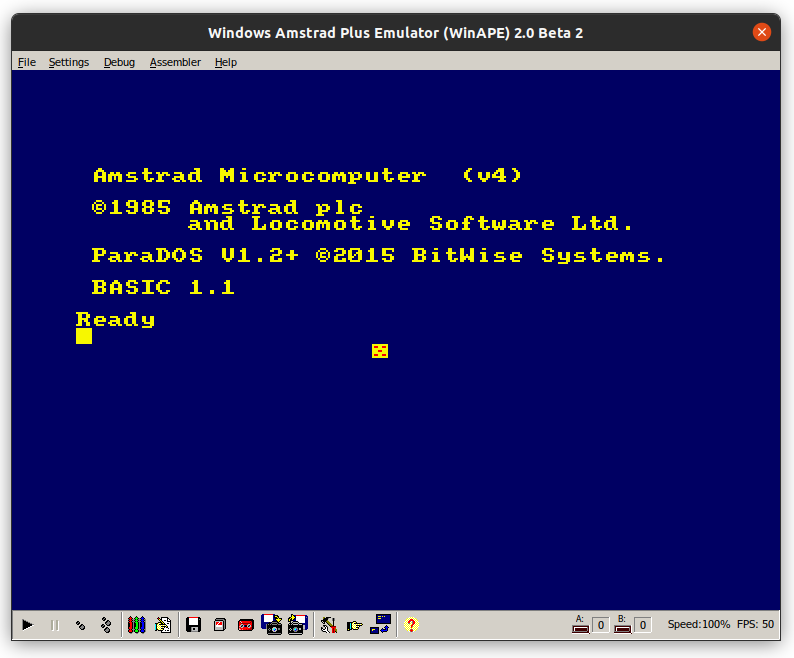 Windows Amstrad Plus Emulator (WinAPE) 2.0 Beta 2
File Settings Debug Assembler Help
Amstrad Microcomputer (v4)
©1985 Amstrad plc
and Locomotive Software Ltd.
ParaDOS V1.2+ ©2015 BitWise Systems.
BASIC 1.1
Ready
A: 0 B: 0 Speed:100% FPS: 50